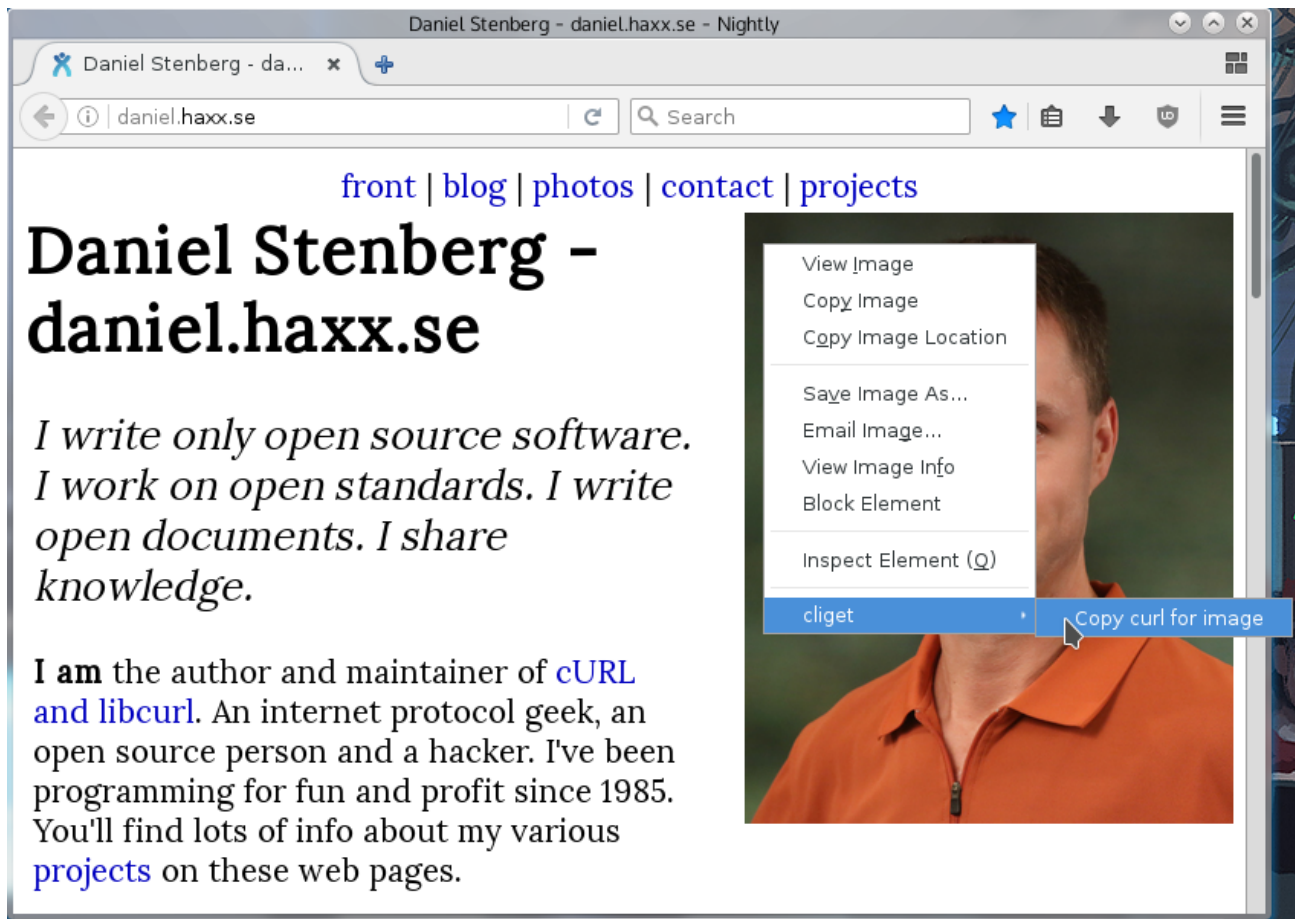 Daniel Stenberg - daniel.haxx.se - Nightly
Daniel Stenberg - da...
daniel.haxx.se
Search
front | blog | photos | contact | projects
Daniel Stenberg -
daniel.haxx.se
I write only open source software.
I work on open standards. I write
open documents. I share
knowledge.
I am the author and maintainer of cURL
and libcurl. An internet protocol geek, an
open source person and a hacker. I've been
programming for fun and profit since 1985.
You'll find lots of info about my various
projects on these web pages.
View Image
Copy Image
Copy Image Location
Save Image As...
Email Image...
View Image Info
Block Element
Inspect Element (Q)
cliget
Copy curl for image